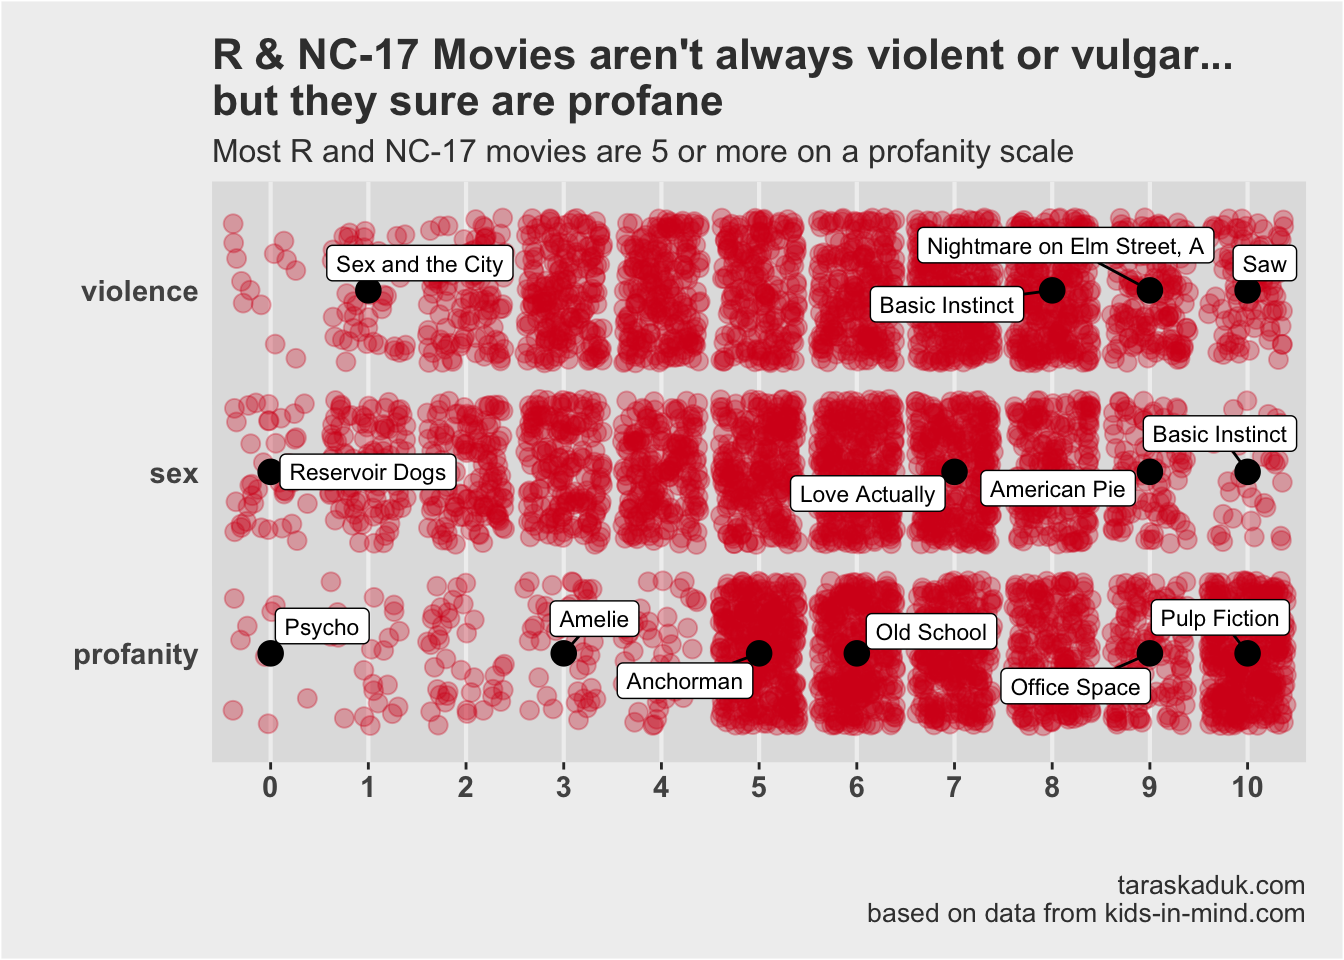 R & NC-17 Movies aren't always violent or vulgar...
but they sure are profane
Most R and NC-17 movies are 5 or more on a profanity scale
violence
Sex and the City
Nightmare on Elm Street, A
Saw
Basic Instinct
sex
Basic Instinct
Reservoir Dogs
Love Actually
American Pie
profanity
Psycho
Amelie
Old School
Pulp Fiction
Anchorman
Office Space
0 1 2 3 4 5 6 7 8 9 10
taraskaduk.com
based on data from kids-in-mind.com